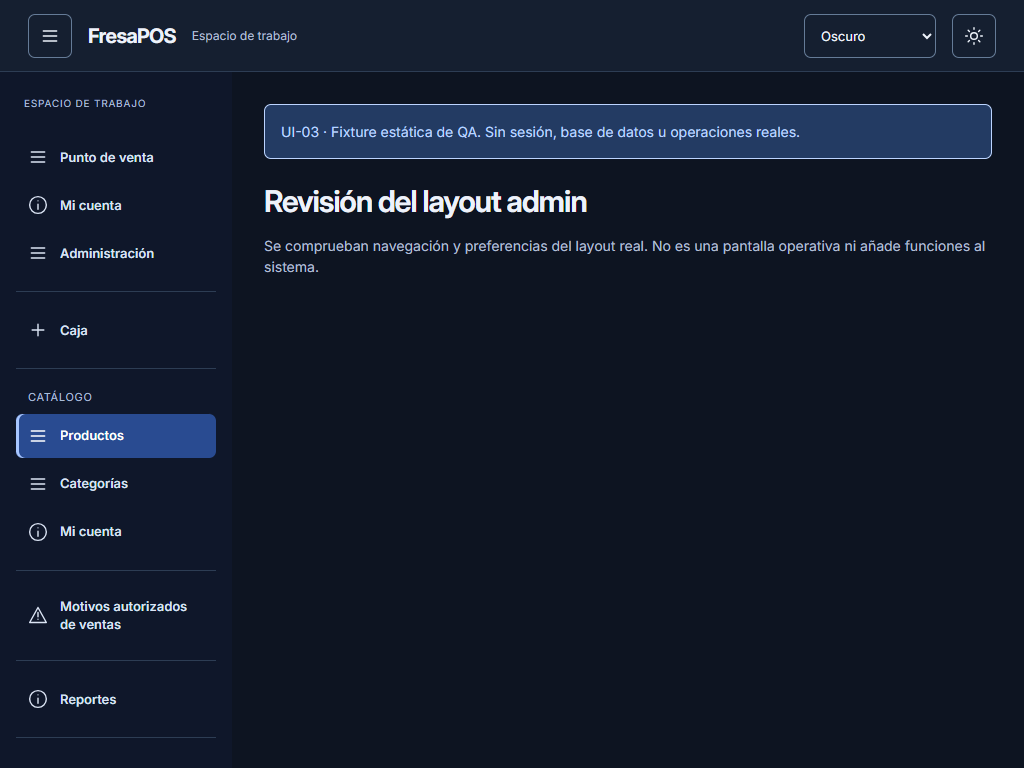 FresaPOS
Espacio de trabajo
Oscuro
ESPACIO DE TRABAJO
Punto de venta
Mi cuenta
Administración
Caja
CATÁLOGO
Productos
Categorías
Mi cuenta
Motivos autorizados
de ventas
Reportes
UI-03 · Fixture estática de QA. Sin sesión, base de datos u operaciones reales.
Revisión del layout admin
Se comprueban navegación y preferencias del layout real. No es una pantalla operativa ni añade funciones al
sistema.